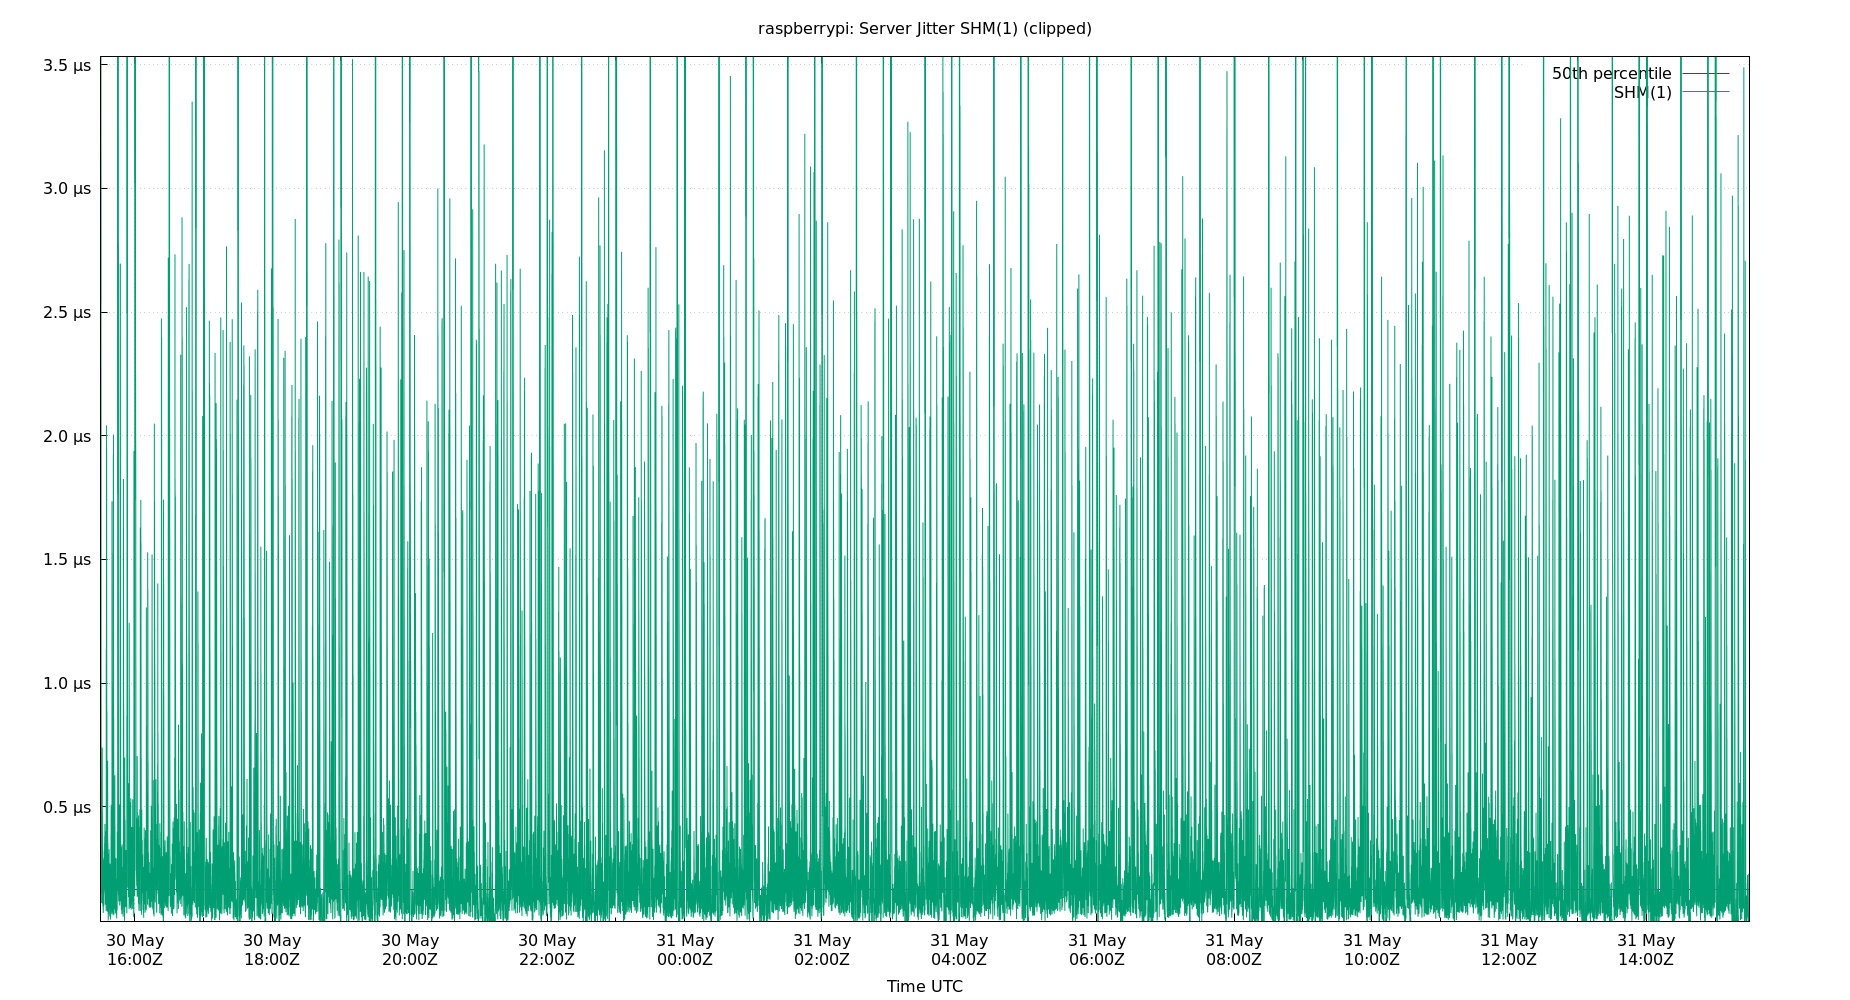 raspberrypi: Server Jitter SHM(1) (clipped)
3.5 µs
50th percentile
SHM(1)
3.0 µs
2.5 µs
2.0 µs
1.5 µs
1.0 µs
0.5 µs
30 May 30 May 30 May 30 May 31 May 31 May 31 May 31 May 31 May 31 May 31 May 31 May
16:00Z 18:00Z 20:00Z 22:00Z 00:00Z 02:00Z 04:00Z 06:00Z 08:00Z 10:00Z 12:00Z 14:00Z
Time UTC